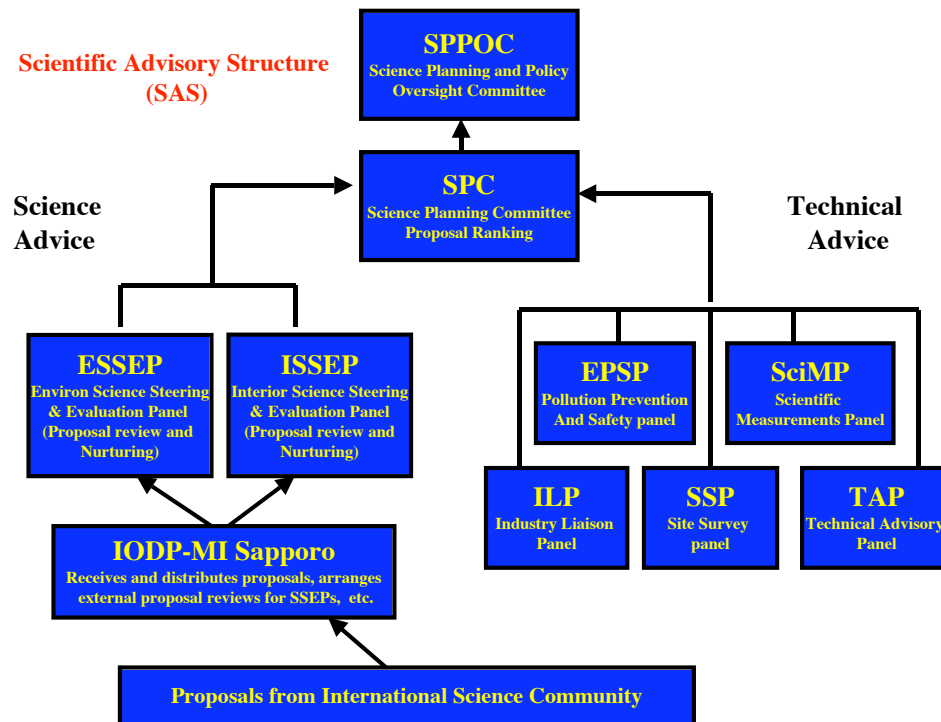 Scientific Advisory Structure
(SAS)
SPPOC
Science Planning and Policy
Oversight Committee
SPC
Science Planning Committee
Proposal Ranking
Science
Advice
Technical
Advice
ESSEP
Environ Science Steering
& Evaluation Panel
(Proposal review and
Nurturing)
ISSEP
Interior Science Steering
& Evaluation Panel
(Proposal review and
Nurturing)
EPSP
Pollution Prevention
And Safety panel
SciMP
Scientific
Measurements Panel
ILP
Industry Liaison
Panel
SSP
Site Survey
panel
TAP
Technical Advisory
Panel
IODP-MI Sapporo
Receives and distributes proposals, arranges
external proposal reviews for SSEPs, etc.
Proposals from International Science Community